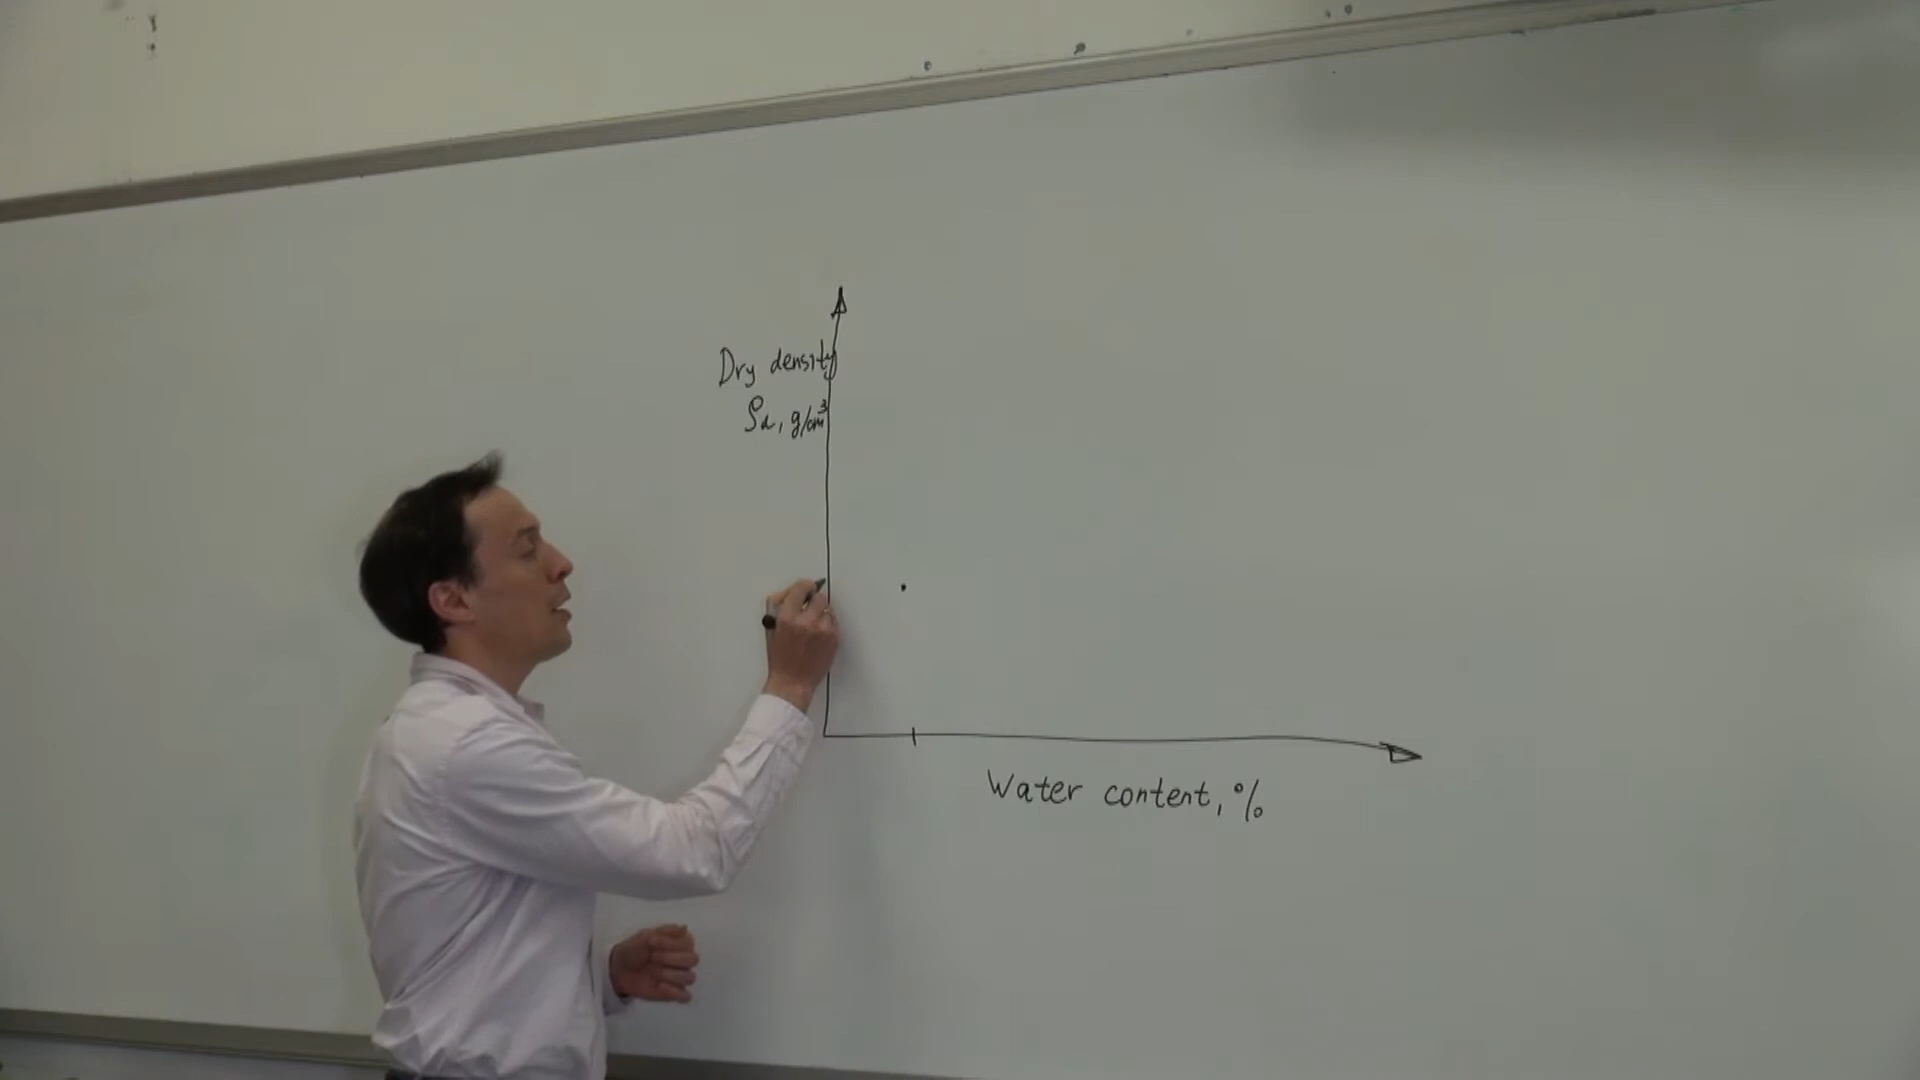 Dry density
ρd, g/cm³
Water content, %